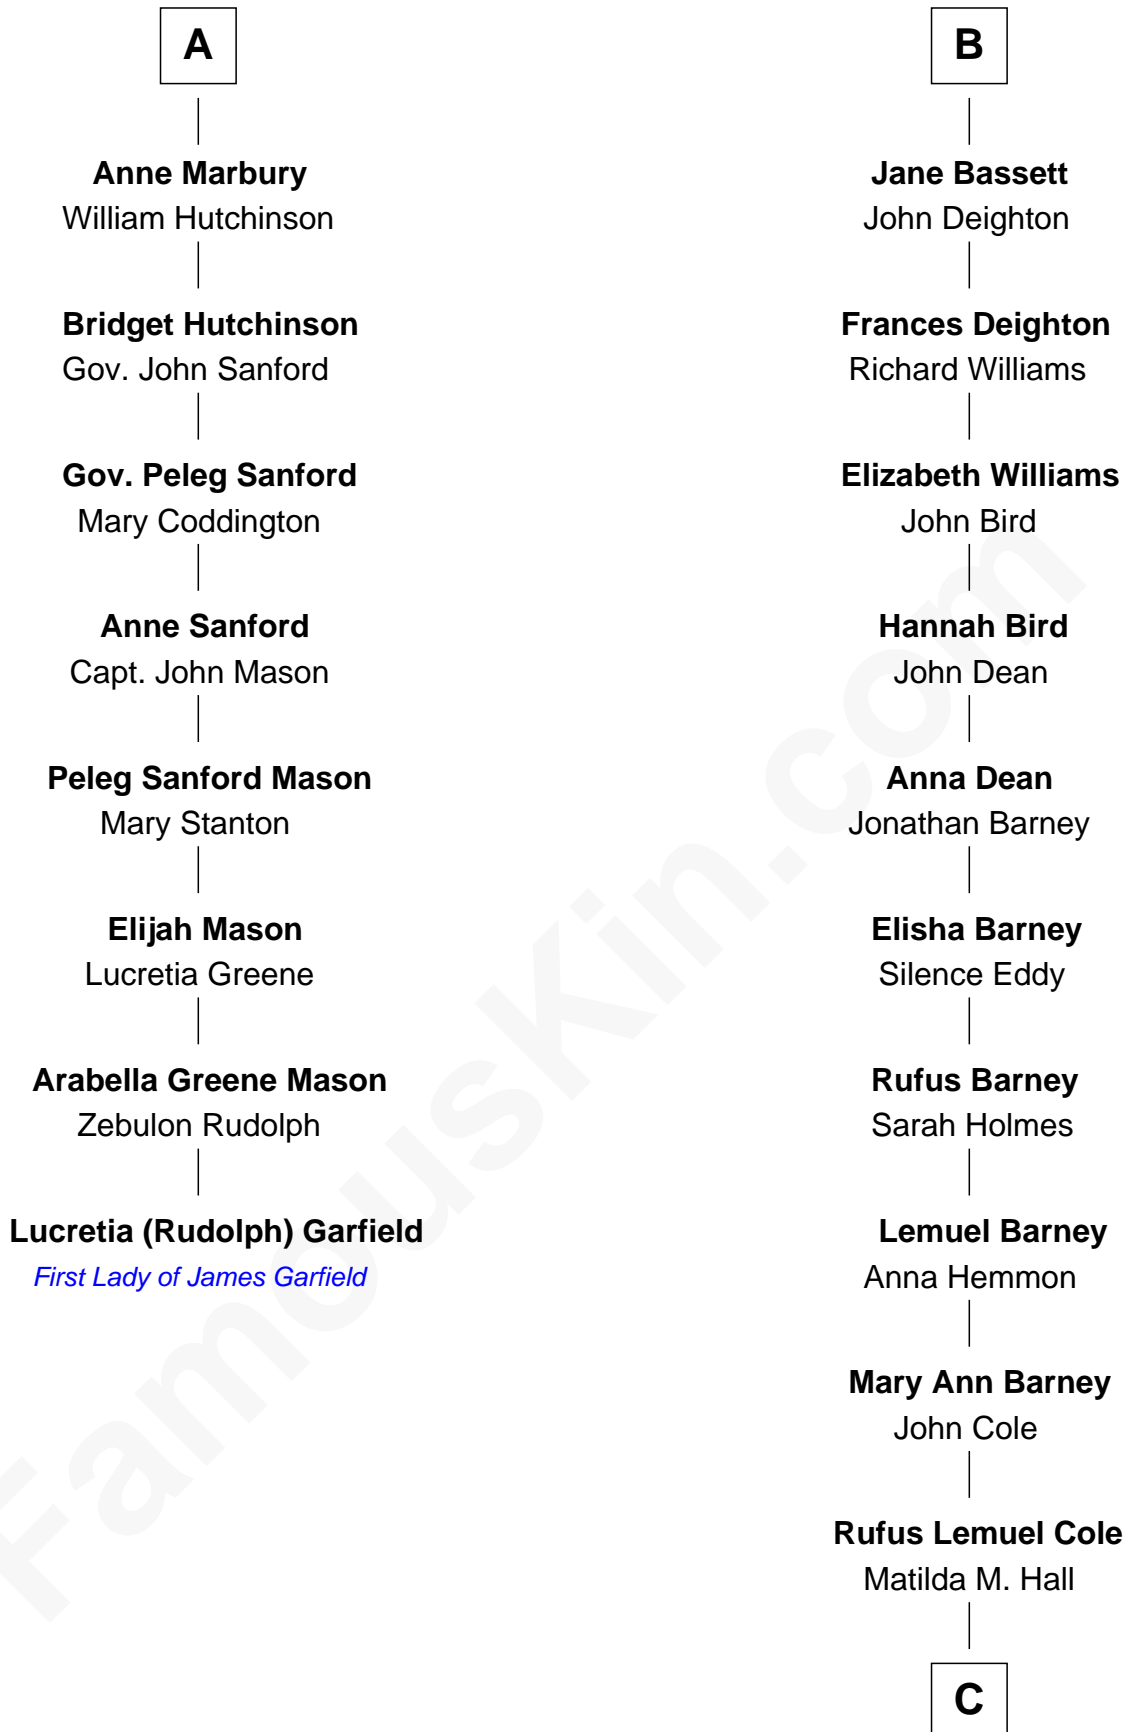 A
Anne Marbury
William Hutchinson
Bridget Hutchinson
Gov. John Sanford
Gov. Peleg Sanford
Mary Coddington
Anne Sanford
Capt. John Mason
Peleg Sanford Mason
Mary Stanton
Elijah Mason
Lucretia Greene
Arabella Greene Mason
Zebulon Rudolph
Lucretia (Rudolph) Garfield
First Lady of James Garfield
B
Jane Bassett
John Deighton
Frances Deighton
Richard Williams
Elizabeth Williams
John Bird
Hannah Bird
John Dean
Anna Dean
Jonathan Barney
Elisha Barney
Silence Eddy
Rufus Barney
Sarah Holmes
Lemuel Barney
Anna Hemmon
Mary Ann Barney
John Cole
Rufus Lemuel Cole
Matilda M. Hall
C
FamousKin.com